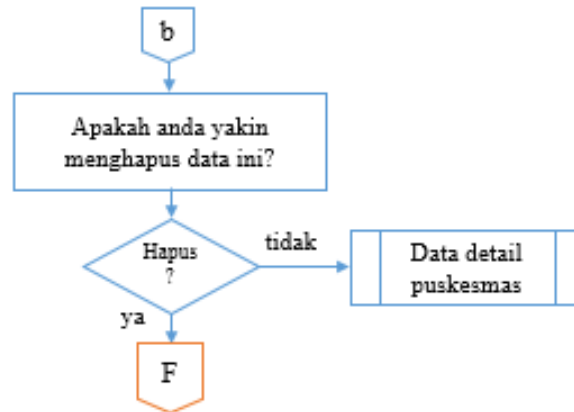 b
Apakah anda yakin
menghapus data ini?
Hapus
?
tidak
Data detail
puskesmas
ya
F